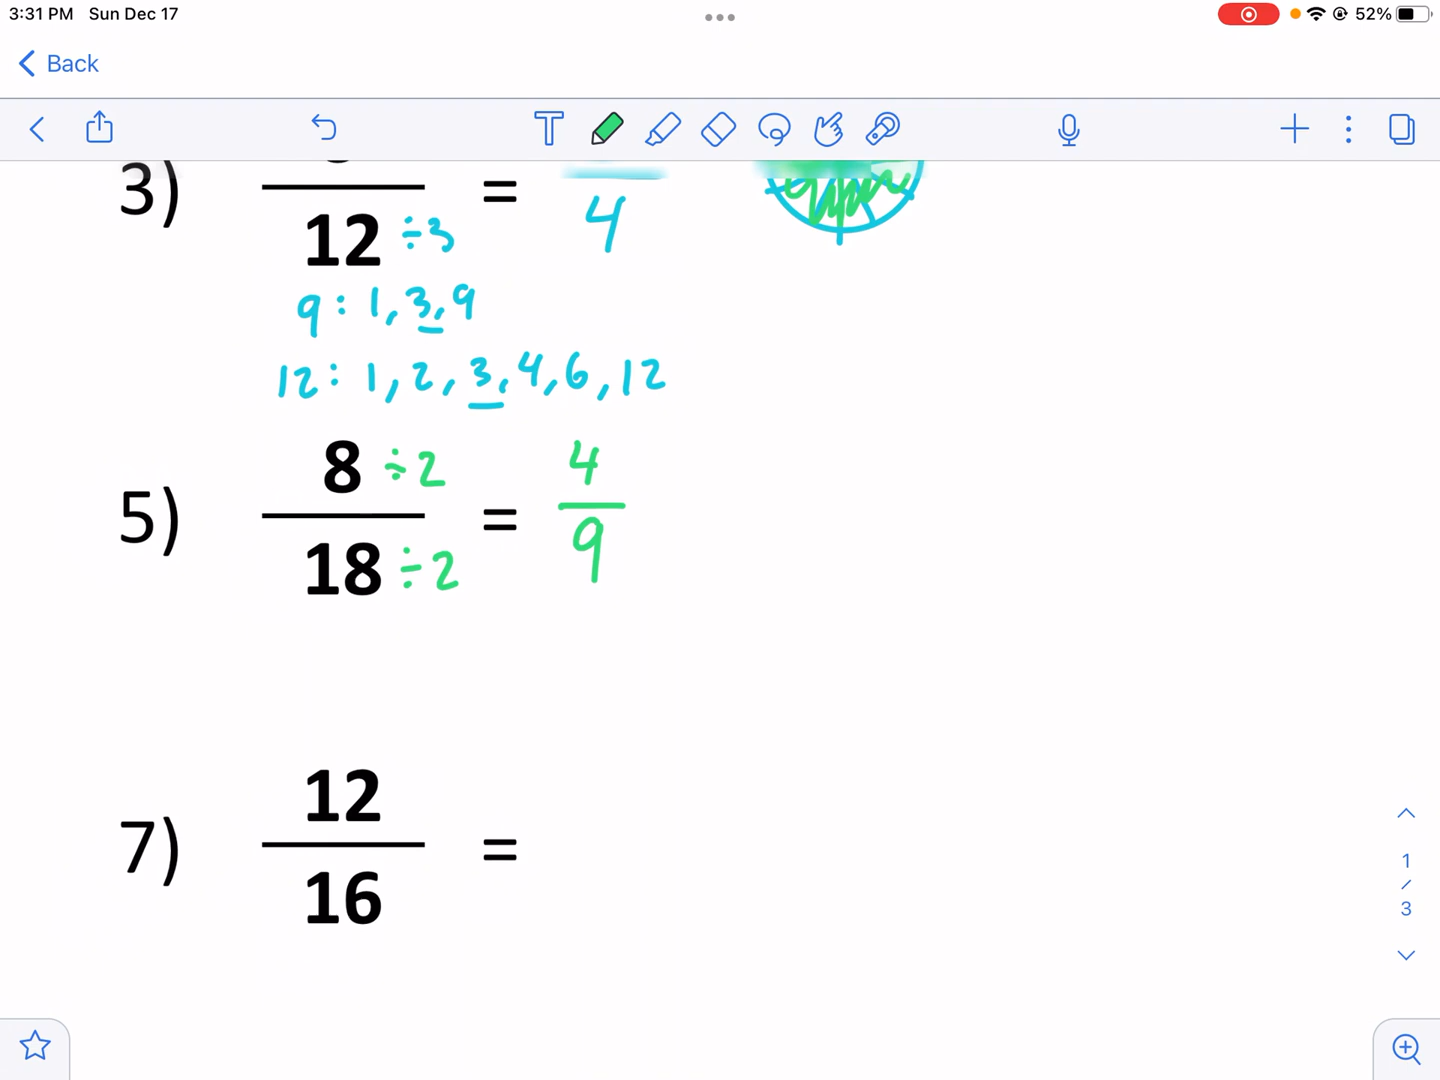 3:31 PM Sun Dec 17
52%
Back
T
3)
12 ÷3 = 4
9: 1, 3, 9
12: 1, 2, 3, 4, 6, 12
8 ÷2
5) = 4/9
18 ÷2
12
7) =
16
1
/
3